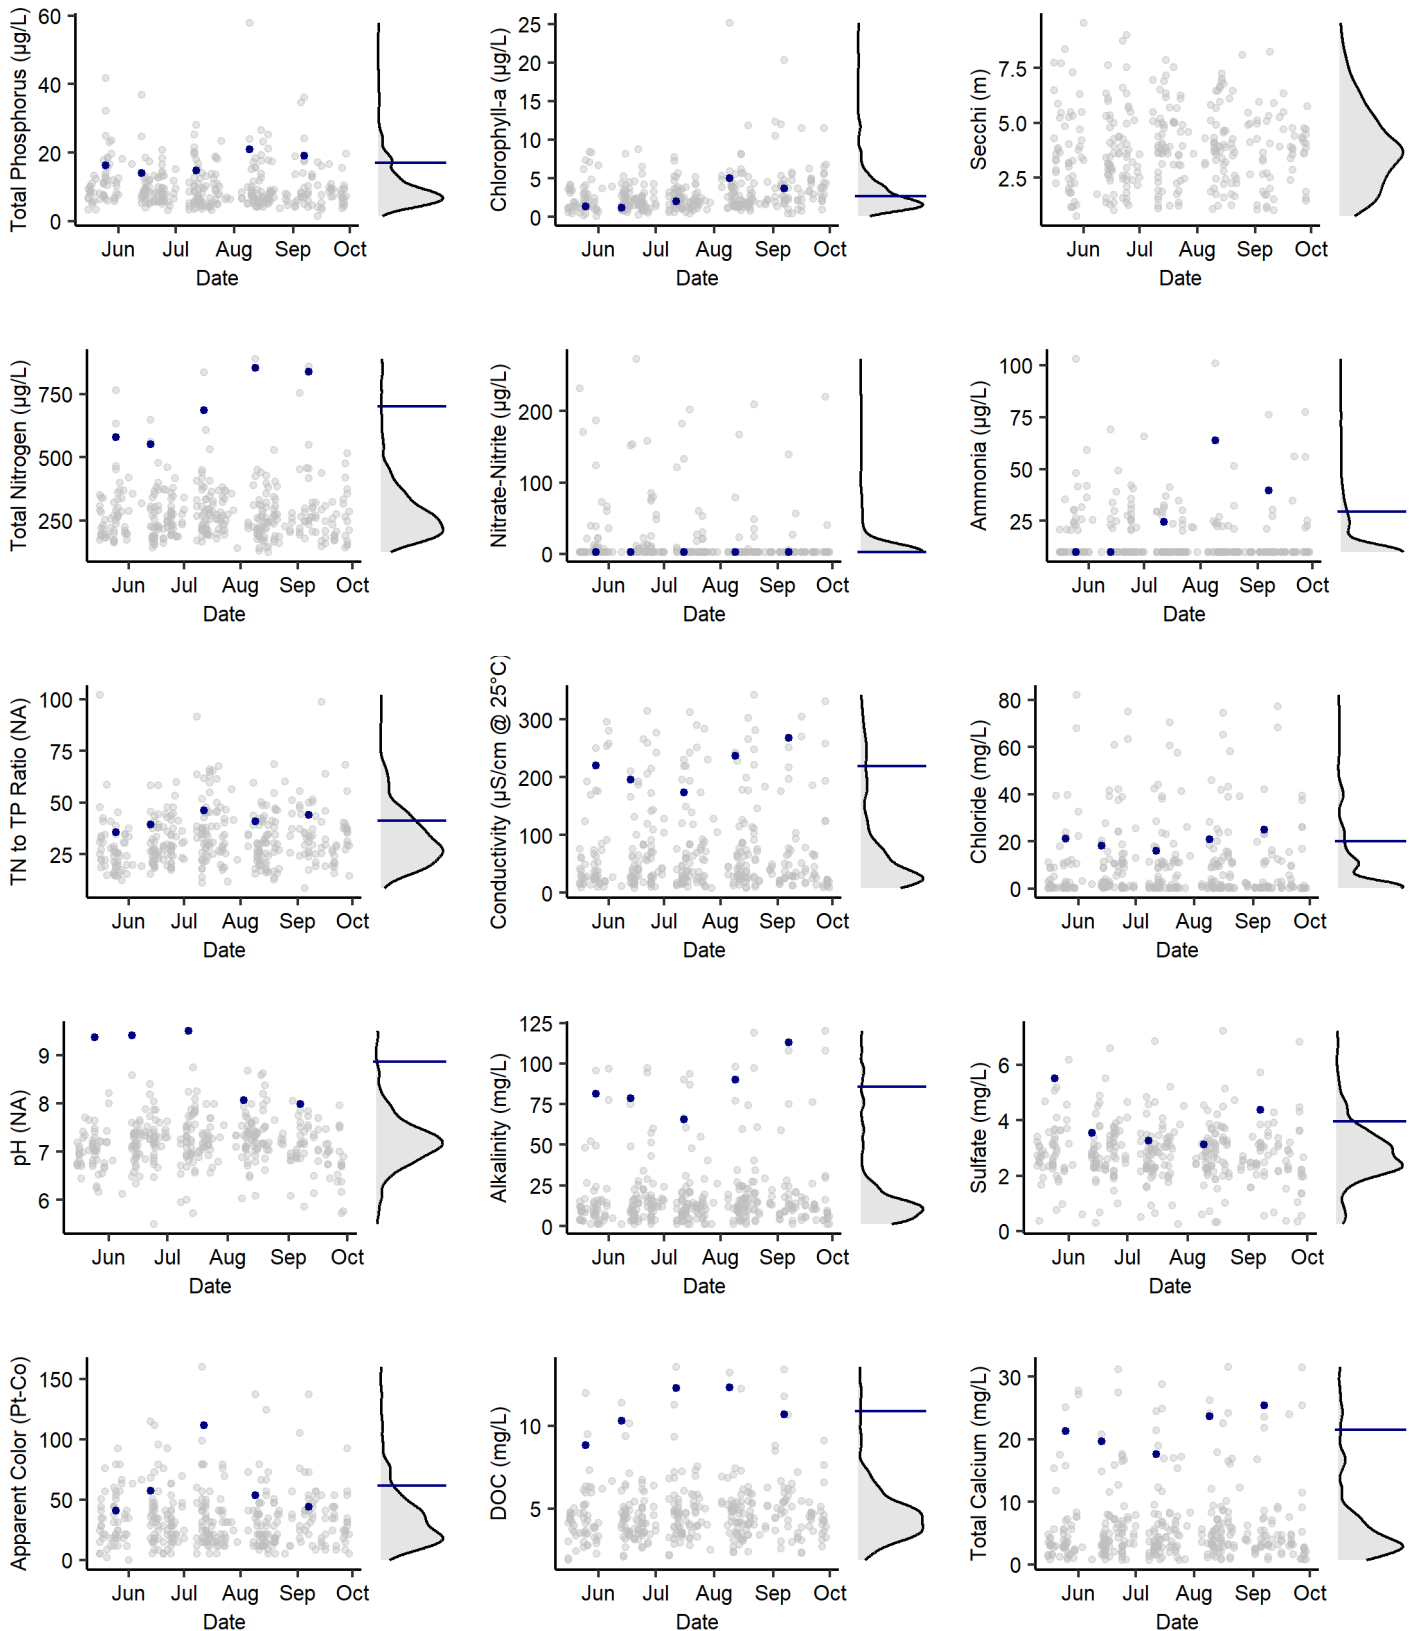 Total Phosphorus (µg/L)
60
40
20
0
Jun Jul Aug Sep Oct
Date
Chlorophyll-a (µg/L)
25
20
15
10
5
0
Jun Jul Aug Sep Oct
Date
Secchi (m)
7.5
5.0
2.5
Jun Jul Aug Sep Oct
Date
Total Nitrogen (µg/L)
750
500
250
Jun Jul Aug Sep Oct
Date
Nitrate-Nitrite (µg/L)
200
100
0
Jun Jul Aug Sep Oct
Date
Ammonia (µg/L)
100
75
50
25
Jun Jul Aug Sep Oct
Date
TN to TP Ratio (NA)
100
75
50
25
Jun Jul Aug Sep Oct
Date
Conductivity (µS/cm @ 25°C)
300
200
100
0
Jun Jul Aug Sep Oct
Date
Chloride (mg/L)
80
60
40
20
0
Jun Jul Aug Sep Oct
Date
pH (NA)
9
8
7
6
Jun Jul Aug Sep Oct
Date
Alkalinity (mg/L)
125
100
75
50
25
0
Jun Jul Aug Sep Oct
Date
Sulfate (mg/L)
6
4
2
0
Jun Jul Aug Sep Oct
Date
Apparent Color (Pt-Co)
150
100
50
0
Jun Jul Aug Sep Oct
Date
DOC (mg/L)
10
5
Jun Jul Aug Sep Oct
Date
Total Calcium (mg/L)
30
20
10
0
Jun Jul Aug Sep Oct
Date